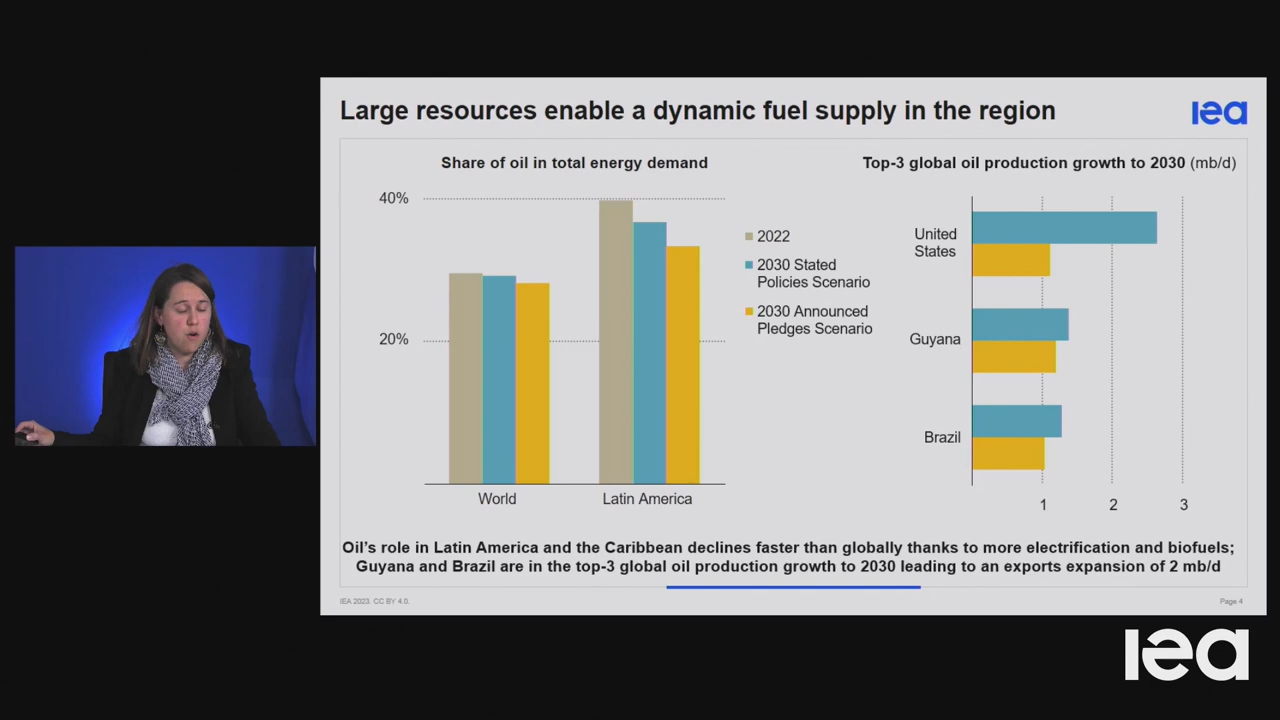 Large resources enable a dynamic fuel supply in the region
iea
Share of oil in total energy demand
40%
20%
World
Latin America
2022
2030 Stated
Policies Scenario
2030 Announced
Pledges Scenario
Top-3 global oil production growth to 2030 (mb/d)
United
States
Guyana
Brazil
1
2
3
Oil's role in Latin America and the Caribbean declines faster than globally thanks to more electrification and biofuels;
Guyana and Brazil are in the top-3 global oil production growth to 2030 leading to an exports expansion of 2 mb/d
IEA 2023. CC BY 4.0.
Page 4
iea